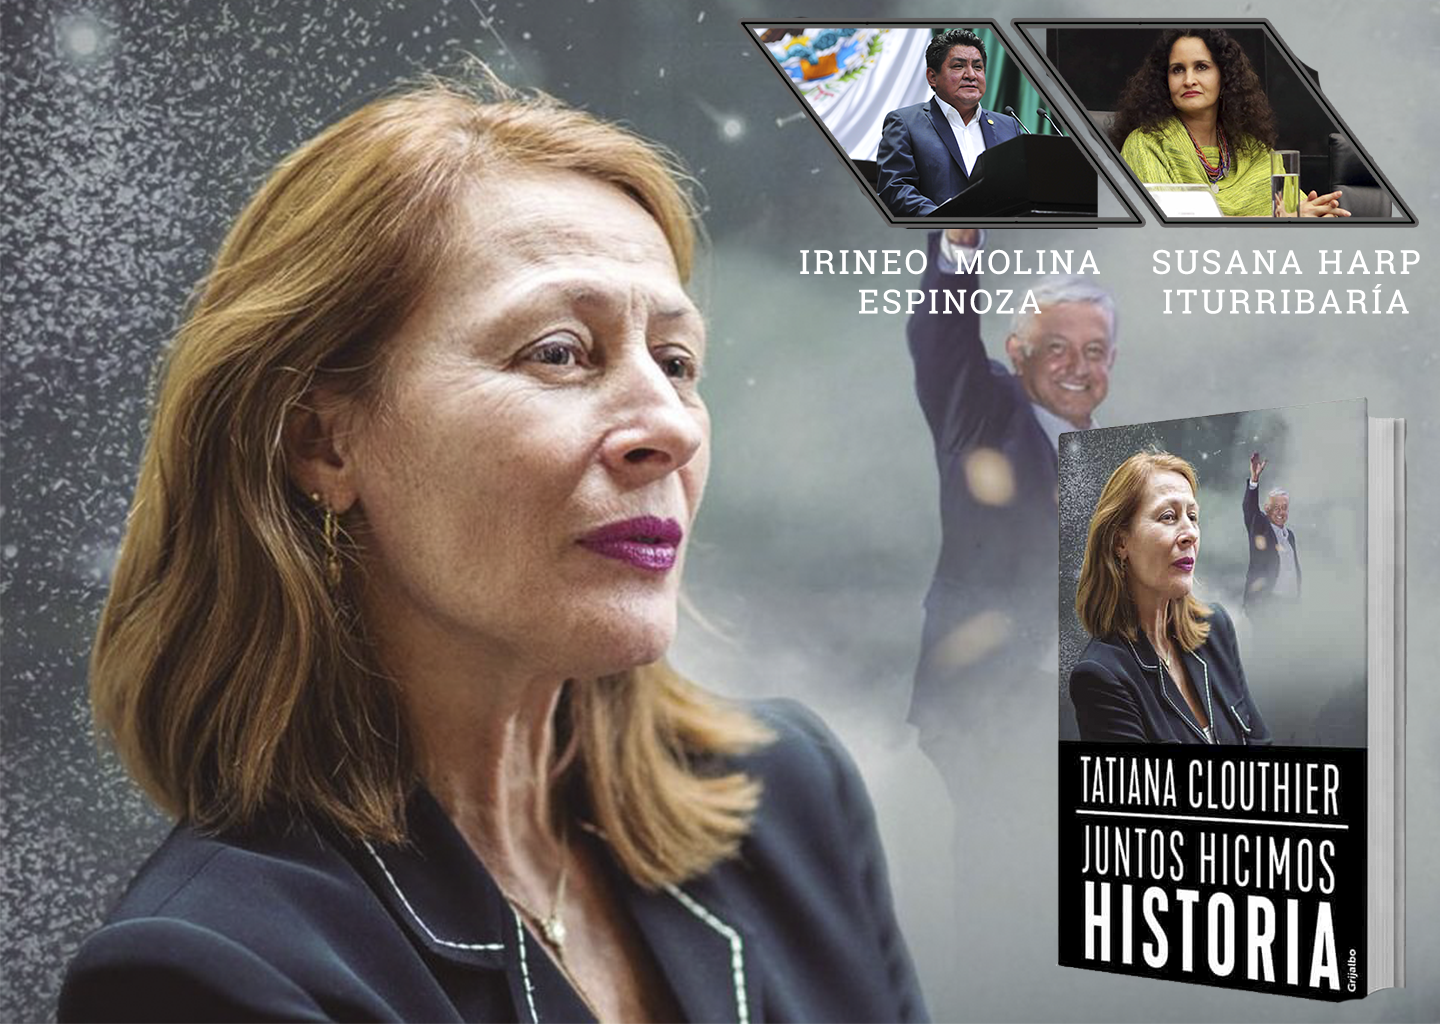 IRINEO MOLINA
ESPINOZA
SUSANA HARP
ITURRIBARÍA
TATIANA CLOUTHIER
JUNTOS HICIMOS
HISTORIA
Grijalbo